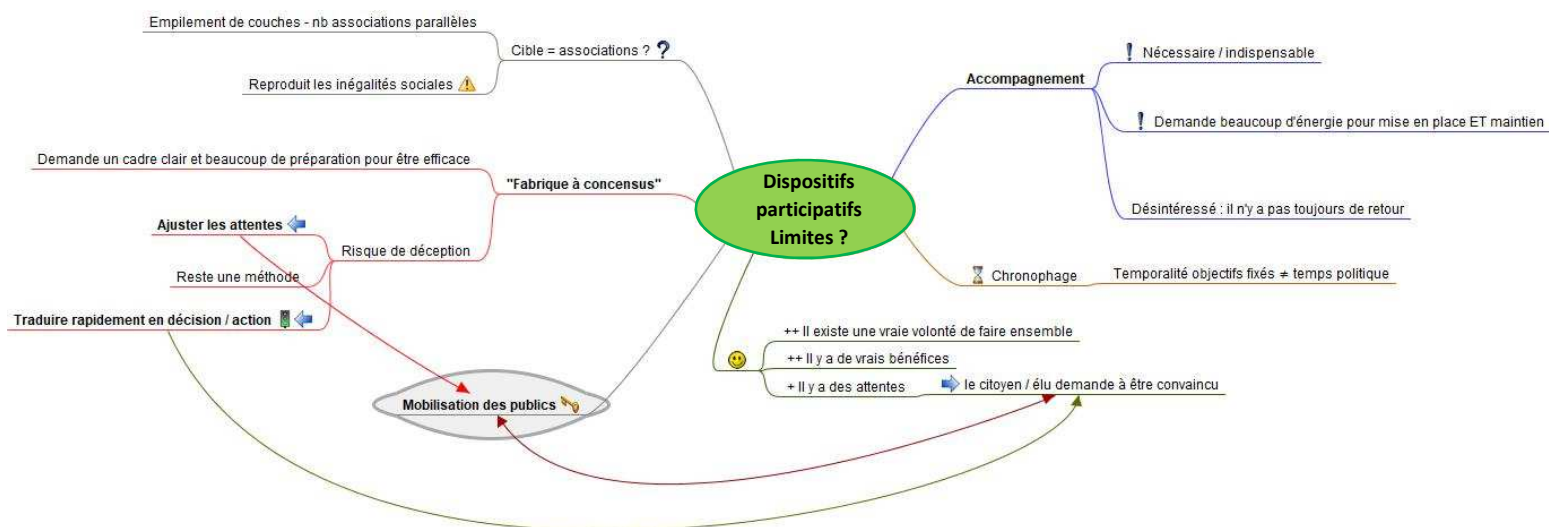 Dispositifs
participatifs
Limites ?
Cible = associations ?
Empilement de couches - nb associations parallèles
Reproduit les inégalités sociales
"Fabrique à concensus"
Demande un cadre clair et beaucoup de préparation pour être efficace
Risque de déception
Ajuster les attentes
Reste une méthode
Traduire rapidement en décision / action
Mobilisation des publics
Accompagnement
Nécessaire / indispensable
Demande beaucoup d'énergie pour mise en place ET maintien
Désintéressé : il n'y a pas toujours de retour
Chronophage
Temporalité objectifs fixés ≠ temps politique
++ Il existe une vraie volonté de faire ensemble
++ Il y a de vrais bénéfices
+ Il y a des attentes
le citoyen / élu demande à être convaincu